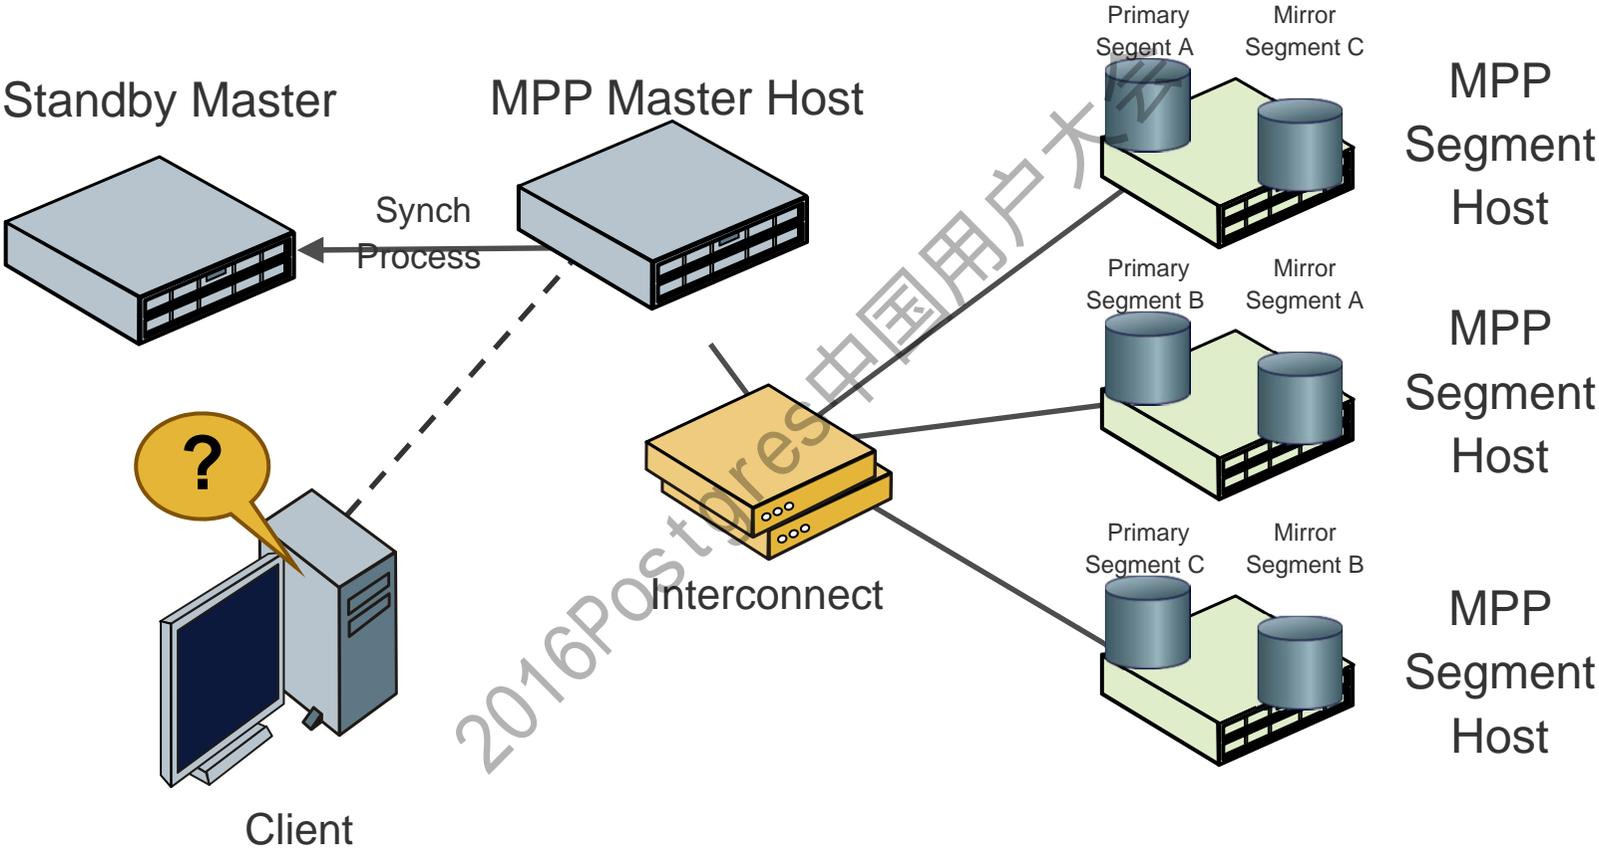 Primary
Segent A
Mirror
Segment C
MPP
Segment
Host
Standby Master
MPP Master Host
Synch
Process
Primary
Segment B
Mirror
Segment A
MPP
Segment
Host
?
Primary
Segment C
Mirror
Segment B
MPP
Segment
Host
Interconnect
Client
2016Postgres中国用户大会